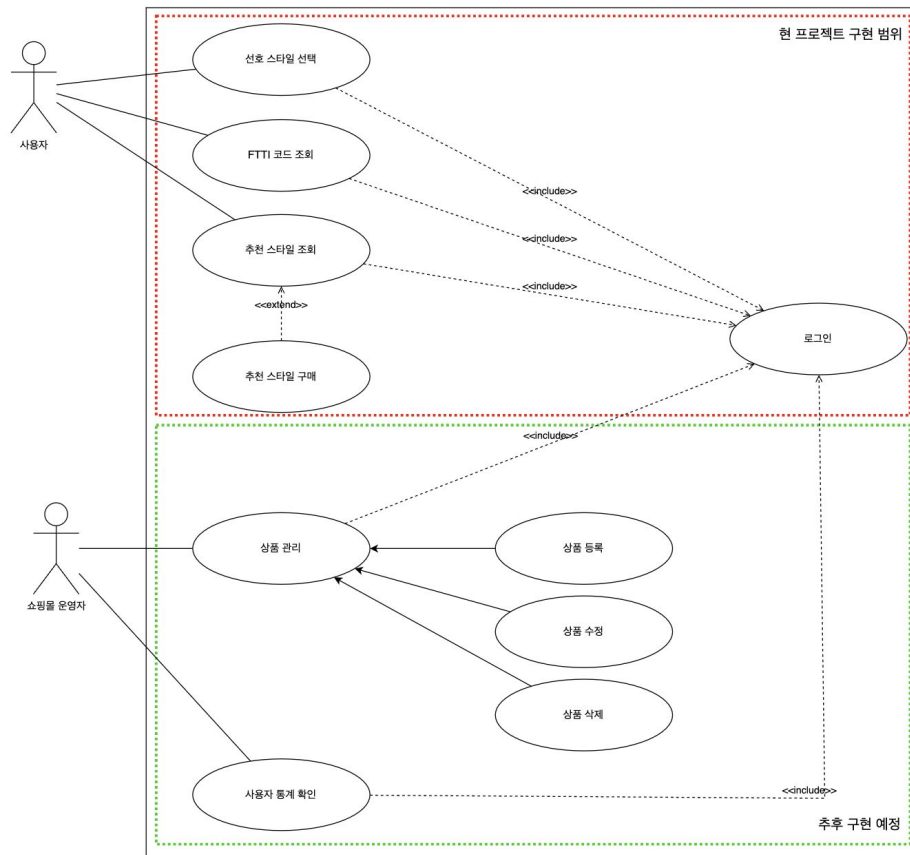 현 프로젝트 구현 범위
선호 스타일 선택
사용자
FTTI 코드 조회
<<include>>
<<include>>
추천 스타일 조회
<<include>>
<<extend>>
로그인
추천 스타일 구매
<<include>>
상품 관리
상품 등록
쇼핑몰 운영자
상품 수정
상품 삭제
사용자 통계 확인
<<include>>
추후 구현 예정